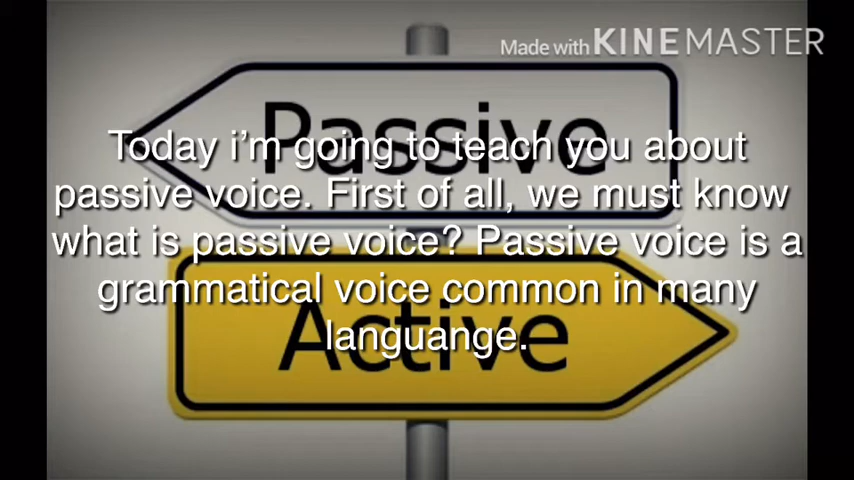 Made with KINEMASTER
Passive
Today i'm going to teach you about
passive voice. First of all, we must know
what is passive voice? Passive voice is a
grammatical voice common in many
languange.
Active